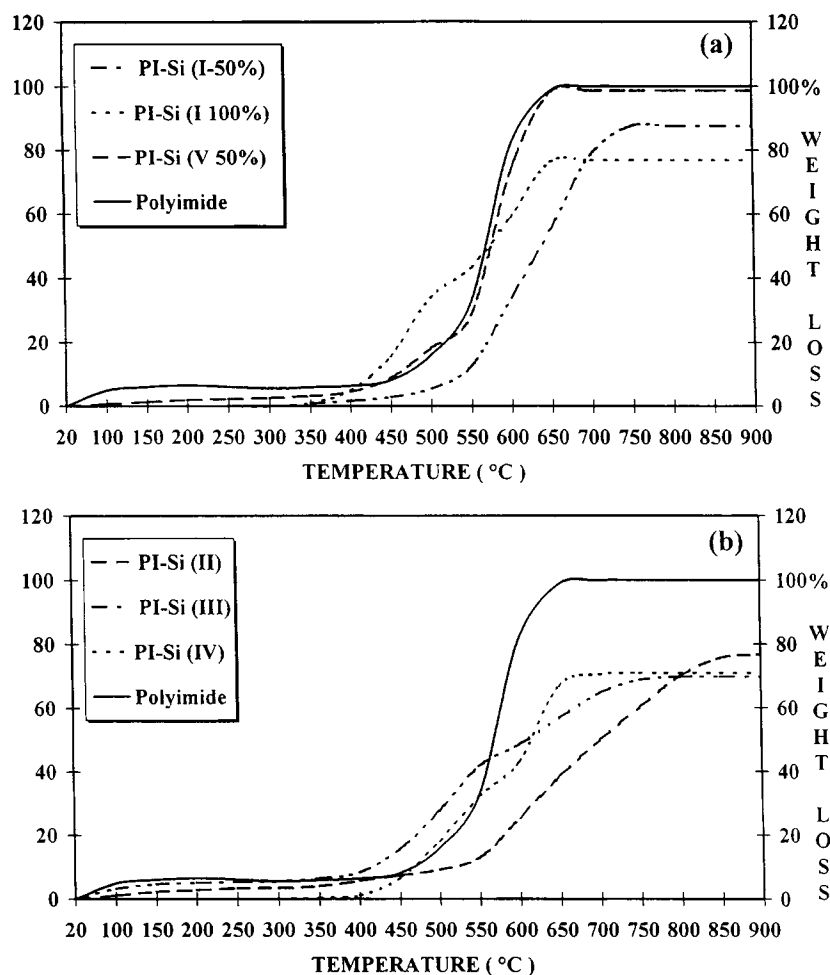 (a)
PI-Si (I-50%)
PI-Si (I 100%)
PI-Si (V 50%)
Polyimide
120
100
80
60
40
20
0
120
100%
80
60
40
20
0
WEIGHT LOSS
20 100 150 200 250 300 350 400 450 500 550 600 650 700 750 800 850 900
TEMPERATURE ( °C )
(b)
PI-Si (II)
PI-Si (III)
PI-Si (IV)
Polyimide
120
100
80
60
40
20
0
120
100%
80
60
40
20
0
WEIGHT LOSS
20 100 150 200 250 300 350 400 450 500 550 600 650 700 750 800 850 900
TEMPERATURE ( °C )